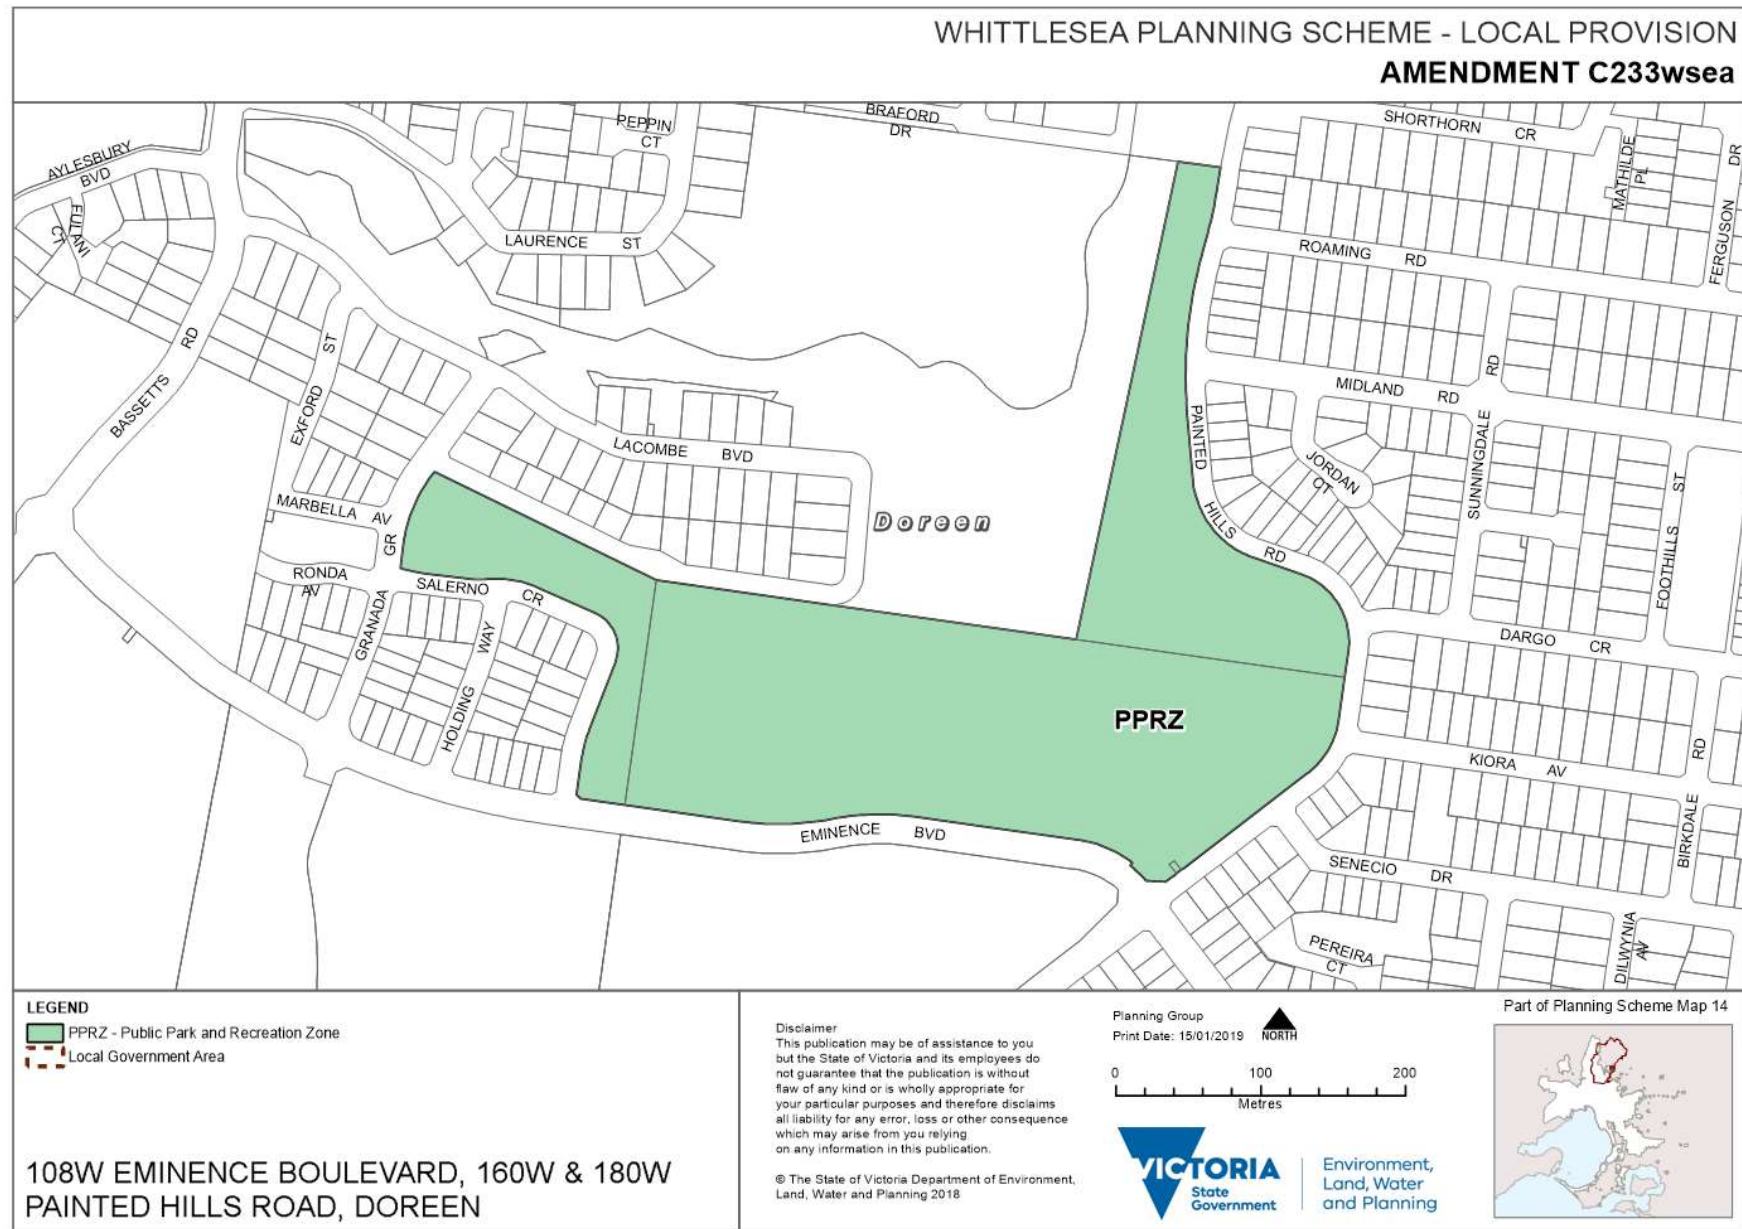 WHITTLESEA PLANNING SCHEME - LOCAL PROVISION
AMENDMENT C233wsea
AYLESBURY
BVD
FULANI
CT
PEPPIN
CT
BRAFORD
DR
SHORTHORN CR
MATHILDE
PL
FERGUSON DR
LAURENCE ST
ROAMING RD
BASSETTS RD
EXFORD ST
MIDLAND RD
SUNNINGDALE RD
LACOMBE BVD
PAINTED
HILLS RD
JORDAN
CT
FOOTHILLS ST
Doreen
MARBELLA AV
GRANADA GR
RONDA
AV
SALERNO CR
HOLDING WAY
DARGO CR
PPRZ
KIORA AV
BIRKDALE RD
EMINENCE BVD
SENECIO DR
PEREIRA
CT
DILWYNIA
AV
LEGEND
PPRZ - Public Park and Recreation Zone
Local Government Area
108W EMINENCE BOULEVARD, 160W & 180W
PAINTED HILLS ROAD, DOREEN
Disclaimer
This publication may be of assistance to you
but the State of Victoria and its employees do
not guarantee that the publication is without
flaw of any kind or is wholly appropriate for
your particular purposes and therefore disclaims
all liability for any error, loss or other consequence
which may arise from you relying
on any information in this publication.
© The State of Victoria Department of Environment,
Land, Water and Planning 2018
Planning Group
Print Date: 15/01/2019
NORTH
0 100 200
Metres
VICTORIA
State
Government
Environment,
Land, Water
and Planning
Part of Planning Scheme Map 14